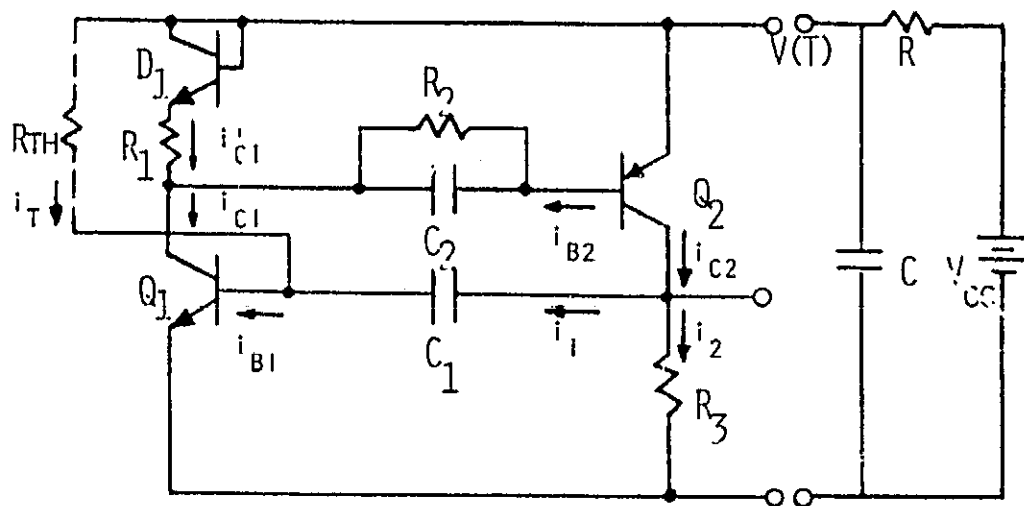 D1
V(T)
R
R2
RTH
R1
i'C1
iT
iC1
Q2
iB2
iC2
C
VCC
C2
Q1
iB1
i1
i2
C1
R3